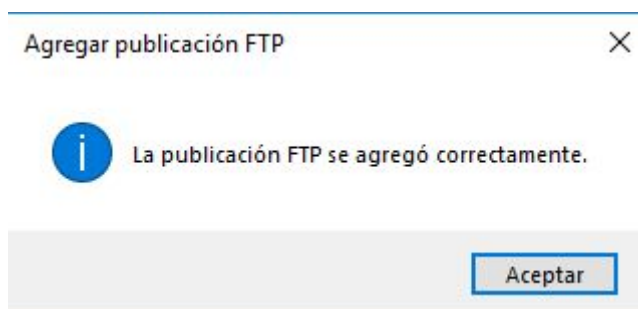 Agregar publicación FTP
La publicación FTP se agregó correctamente.
Aceptar